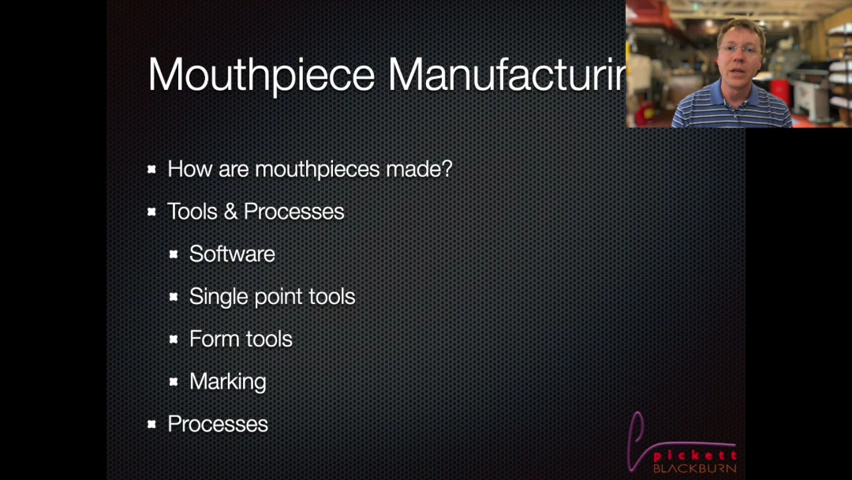 Mouthpiece Manufacturin
How are mouthpieces made?
Tools & Processes
Software
Single point tools
Form tools
Marking
Processes
pickett
BLACKBURN